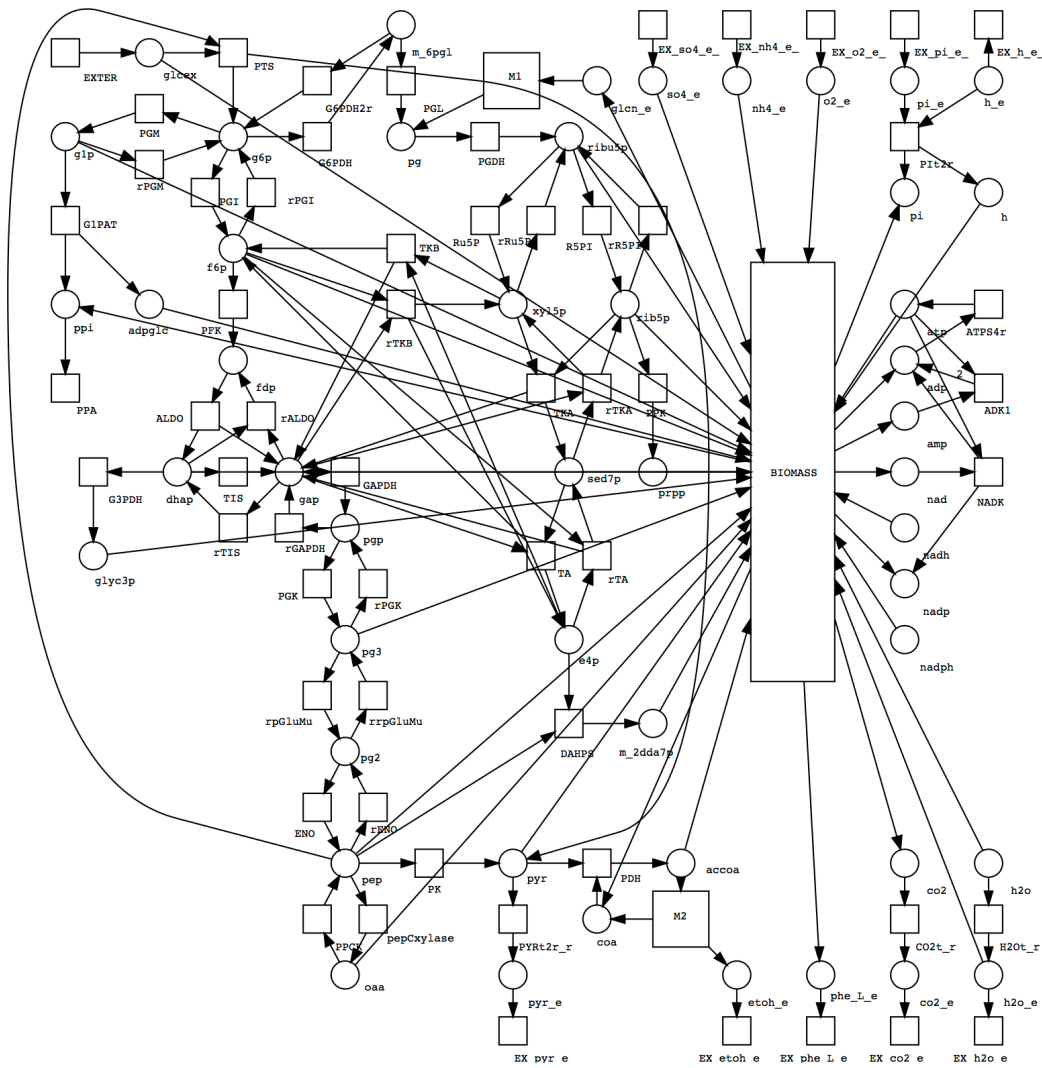 EX_so4_e_
EX_nh4_e_
EX_o2_e_
EX_pi_e_
EX_h_e_
m_6pgl
EXTER
glcex
PTS
M1
G6PDH2r
PGL
glcn_e
so4_e
nh4_e
o2_e
pi_e
h_e
PGM
g1p
g6p
G6PDH
pg
PGDH
ribu5p
PIt2r
rPGM
PGI
rPGI
pi
h
G1PAT
Ru5P
rRu5P
R5PI
rR5PI
TKB
f6p
ppi
adpglc
PFK
rTKB
xyl5p
rib5p
atp
ATPS4r
fdp
adp
2
PPA
ALDO
rALDO
TKA
rTKA
PPK
amp
ADK1
G3PDH
dhap
TIS
gap
GAPDH
sed7p
prpp
BIOMASS
nad
NADK
rTIS
rGAPDH
pgp
glyc3p
TA
rTA
nadh
PGK
rPGK
nadp
pg3
e4p
nadph
rpGluMu
rrpGluMu
DAHPS
m_2dda7p
pg2
ENO
rENO
pep
PK
pyr
PDH
accoa
co2
h2o
M2
PPCK
pepCxylase
PYRt2r_r
coa
CO2t_r
H2Ot_r
oaa
pyr_e
etoh_e
phe_L_e
co2_e
h2o_e
EX_pyr_e_
EX_etoh_e_
EX_phe_L_e_
EX_co2_e_
EX_h2o_e_